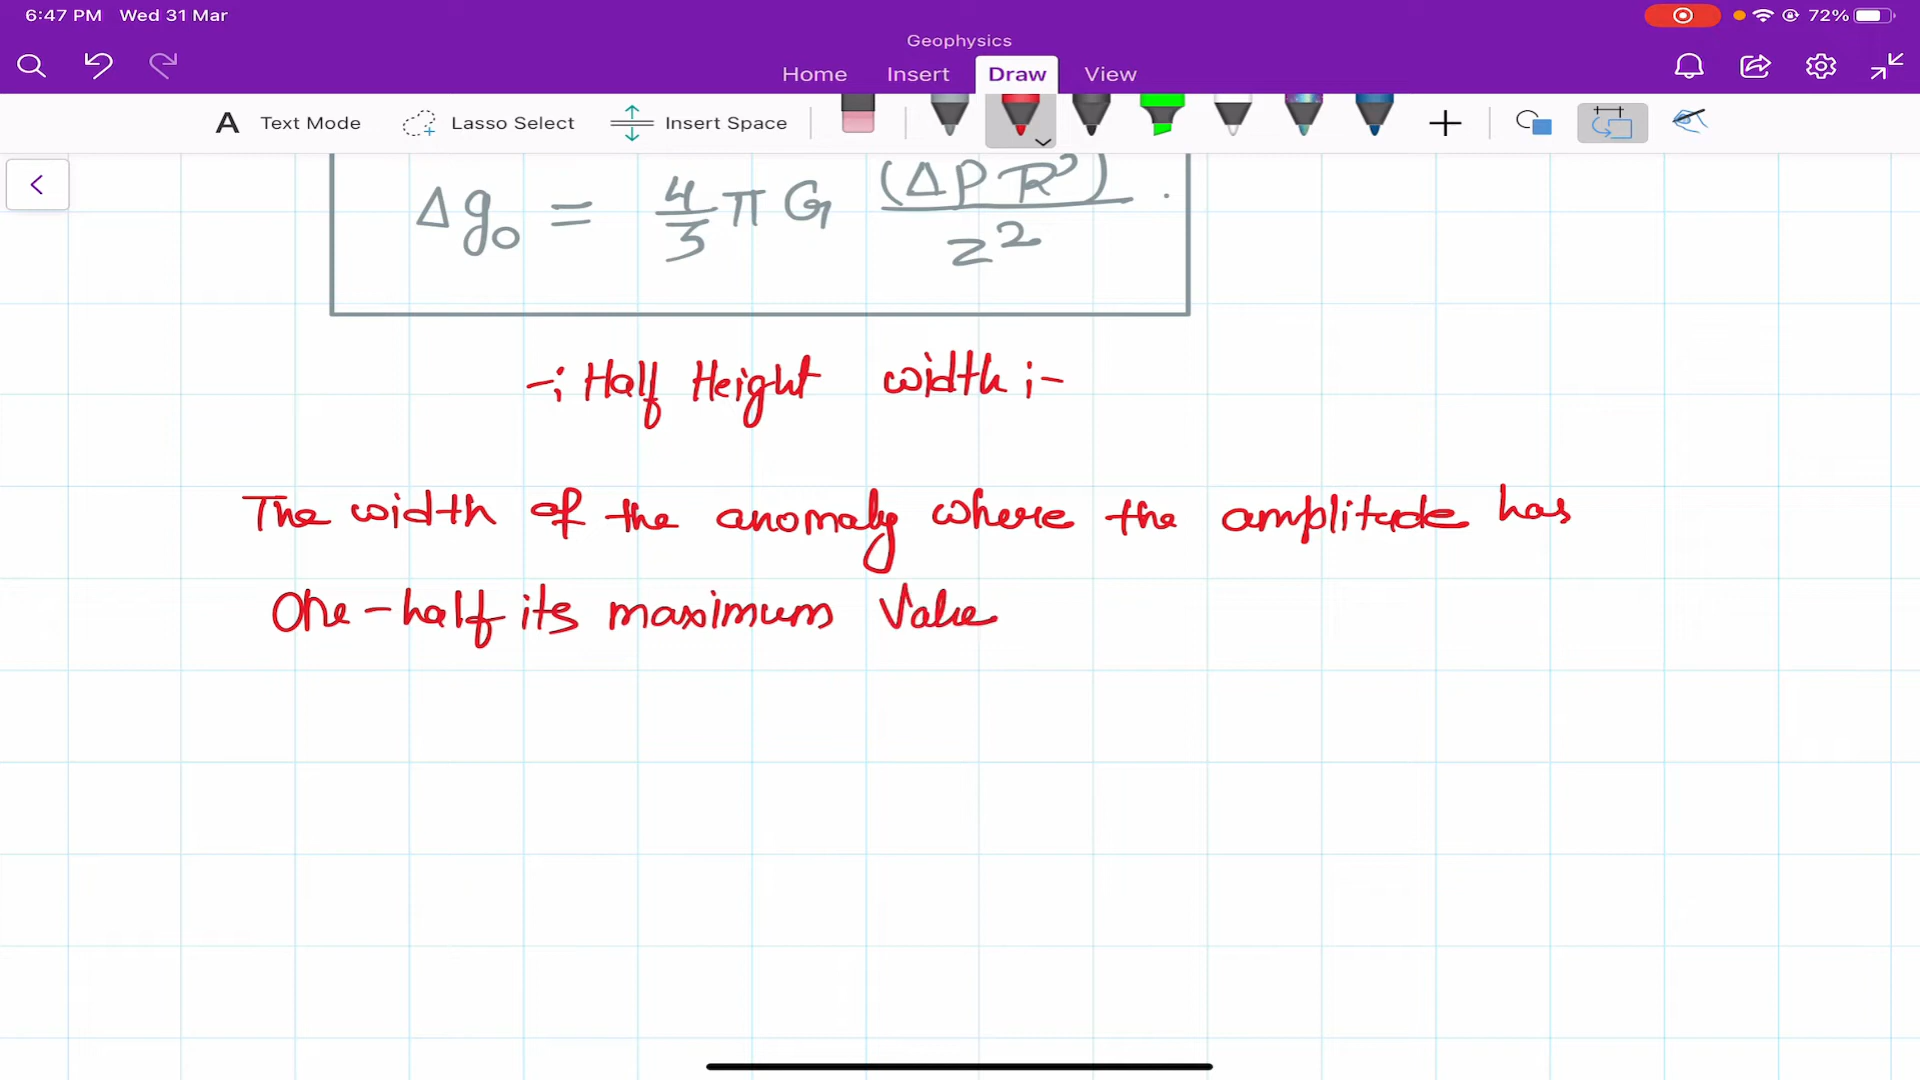 6:47 PM Wed 31 Mar 72%
Geophysics
Home Insert Draw View
A Text Mode Lasso Select Insert Space
Δg₀ = 4/3 π G (Δρ R³)/z² .
-: Half Height width :-
The width of the anomaly where the amplitude has
One-half its maximum Value